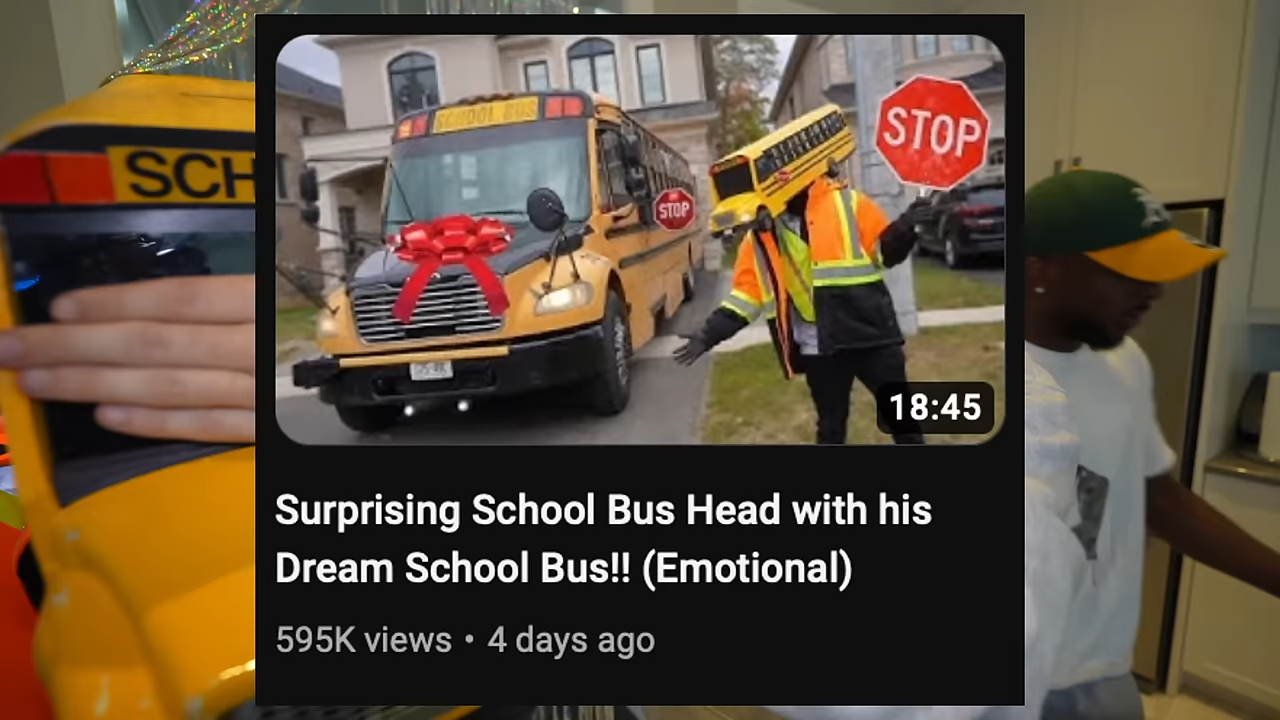 SCH
SCHOOL BUS
STOP
STOP
18:45
Surprising School Bus Head with his
Dream School Bus!! (Emotional)
595K views • 4 days ago